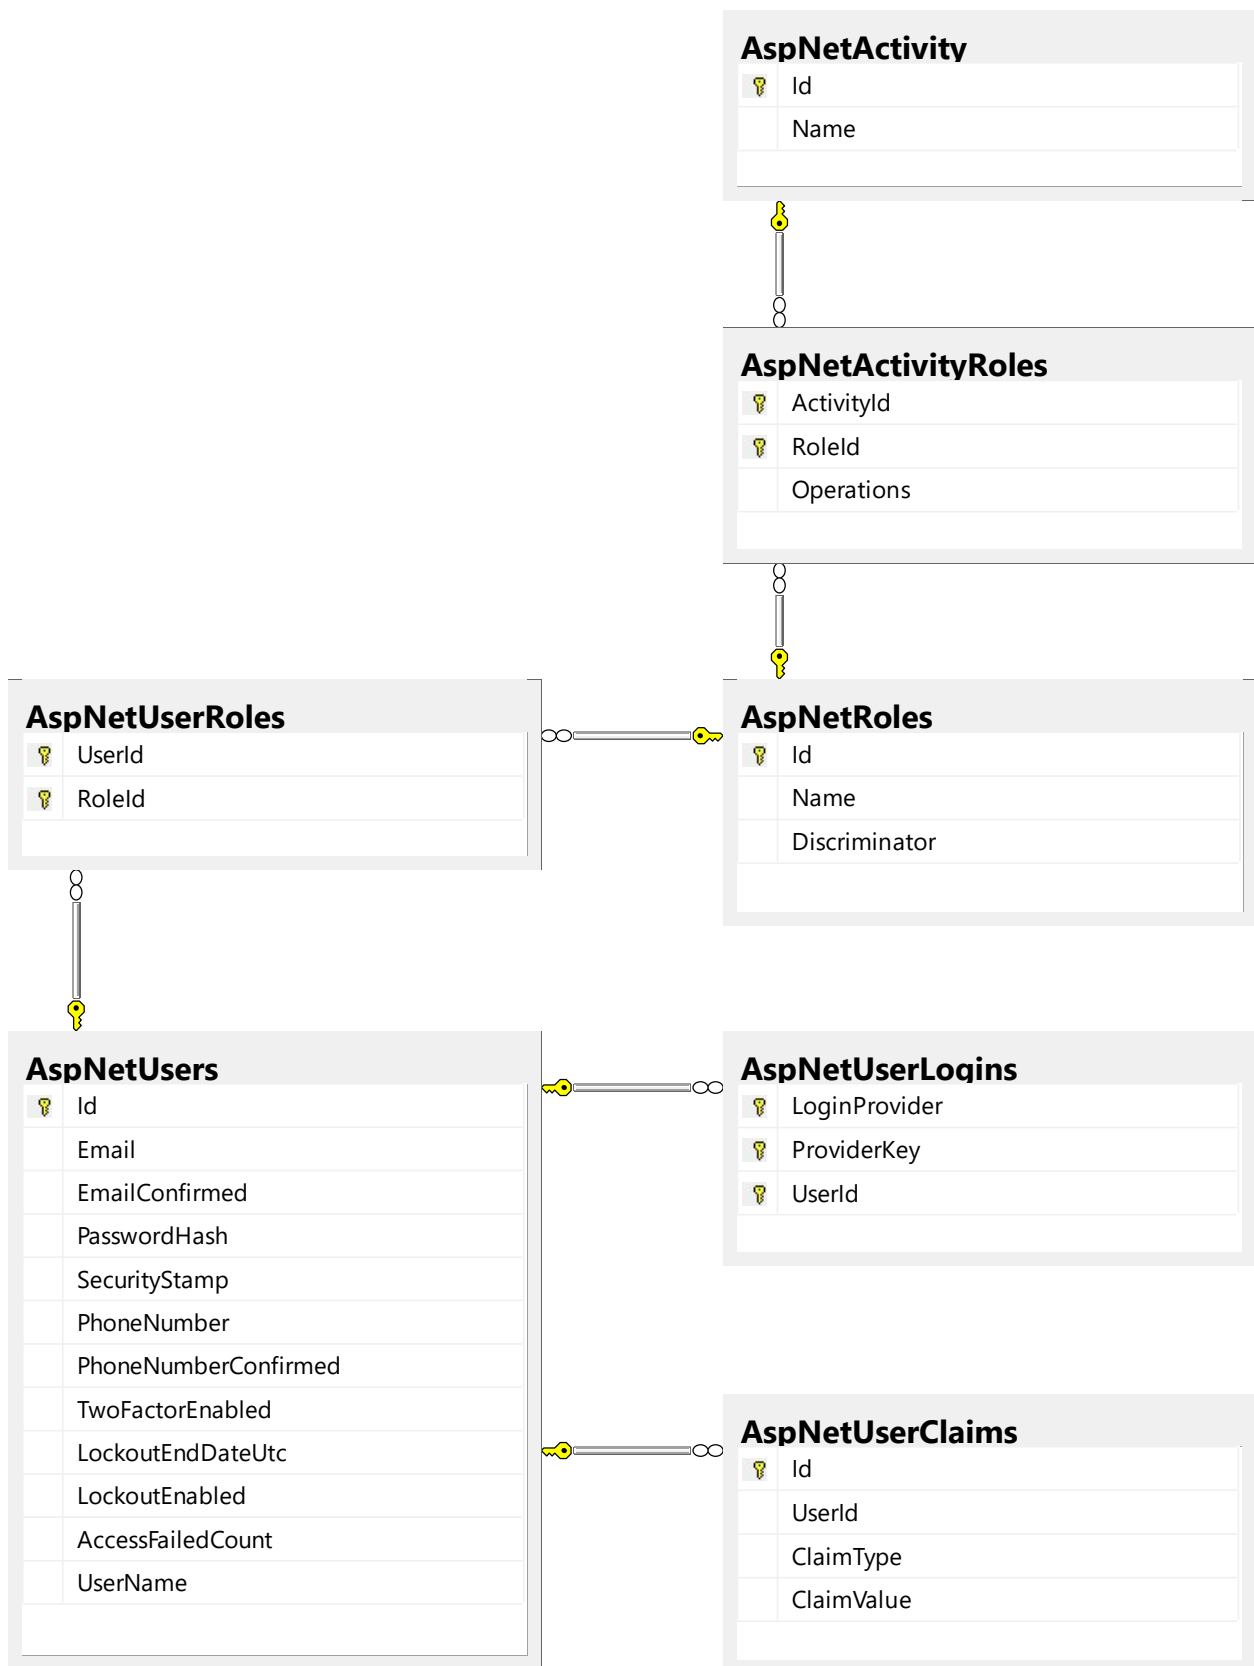 AspNetActivity
Id
Name
AspNetActivityRoles
ActivityId
RoleId
Operations
AspNetUserRoles
UserId
RoleId
AspNetRoles
Id
Name
Discriminator
AspNetUsers
Id
Email
EmailConfirmed
PasswordHash
SecurityStamp
PhoneNumber
PhoneNumberConfirmed
TwoFactorEnabled
LockoutEndDateUtc
LockoutEnabled
AccessFailedCount
UserName
AspNetUserLogins
LoginProvider
ProviderKey
UserId
AspNetUserClaims
Id
UserId
ClaimType
ClaimValue